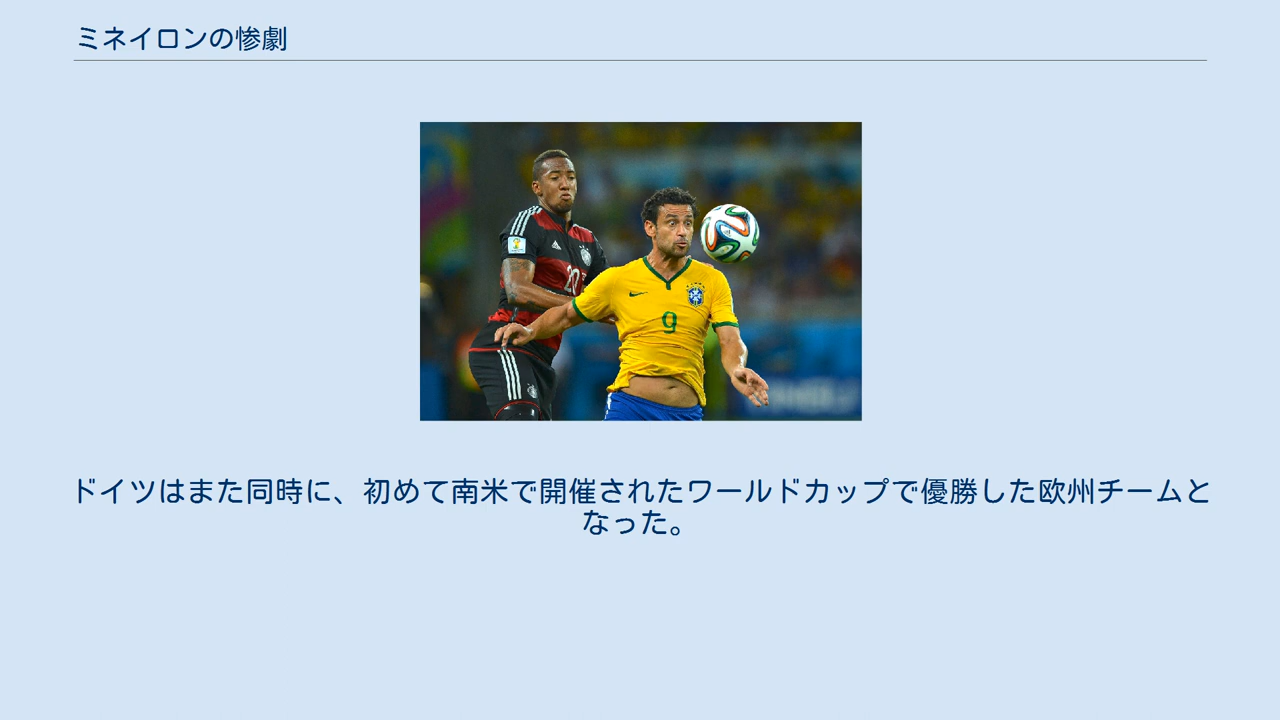 ミネイロンの惨劇
20
9
ドイツはまた同時に、初めて南米で開催されたワールドカップで優勝した欧州チームと
なった。